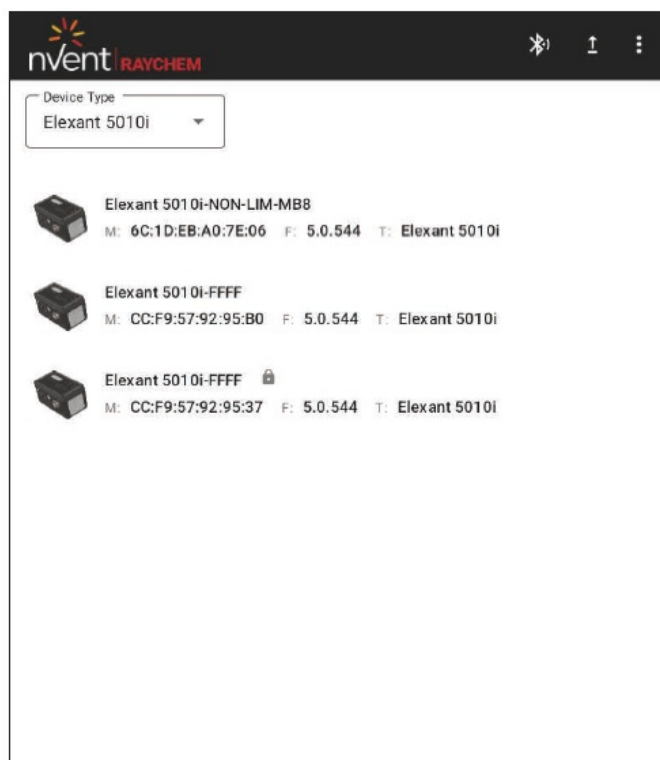 nvent RAYCHEM
Device Type
Elexant 5010i
Elexant 5010i-NON-LIM-MB8
M: 6C:1D:EB:A0:7E:06 F: 5.0.544 T: Elexant 5010i
Elexant 5010i-FFFF
M: CC:F9:57:92:95:B0 F: 5.0.544 T: Elexant 5010i
Elexant 5010i-FFFF
M: CC:F9:57:92:95:37 F: 5.0.544 T: Elexant 5010i